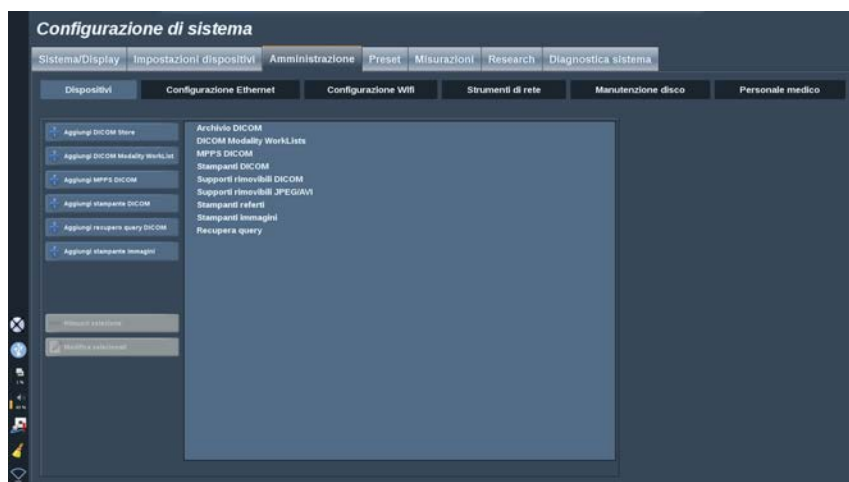 Configurazione di sistema
Sistema/Display Impostazioni dispositivi Amministrazione Preset Misurazioni Research Diagnostica sistema
Dispositivi Configurazione Ethernet Configurazione Wifi Strumenti di rete Manutenzione disco Personale medico
Aggiungi DICOM Store
Aggiungi DICOM Modality WorkList
Aggiungi MPPS DICOM
Aggiungi stampante DICOM
Aggiungi recupero query DICOM
Aggiungi stampante immagini
Archivio DICOM
DICOM Modality WorkLists
MPPS DICOM
Stampanti DICOM
Supporti rimovibili DICOM
Supporti rimovibili JPEG/AVI
Stampanti referti
Stampanti immagini
Recupera query
Modifica selezionati